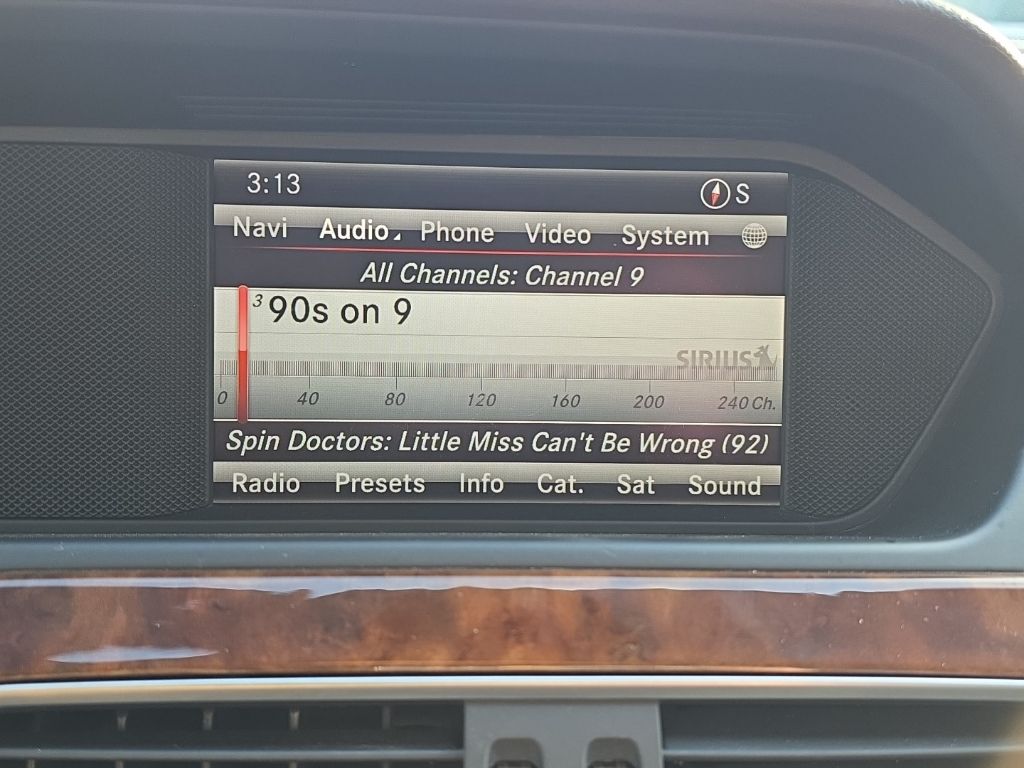 3:13 S
Navi Audio Phone Video System
All Channels: Channel 9
3 90s on 9
SIRIUS
0 40 80 120 160 200 240 Ch.
Spin Doctors: Little Miss Can't Be Wrong (92)
Radio Presets Info Cat. Sat Sound